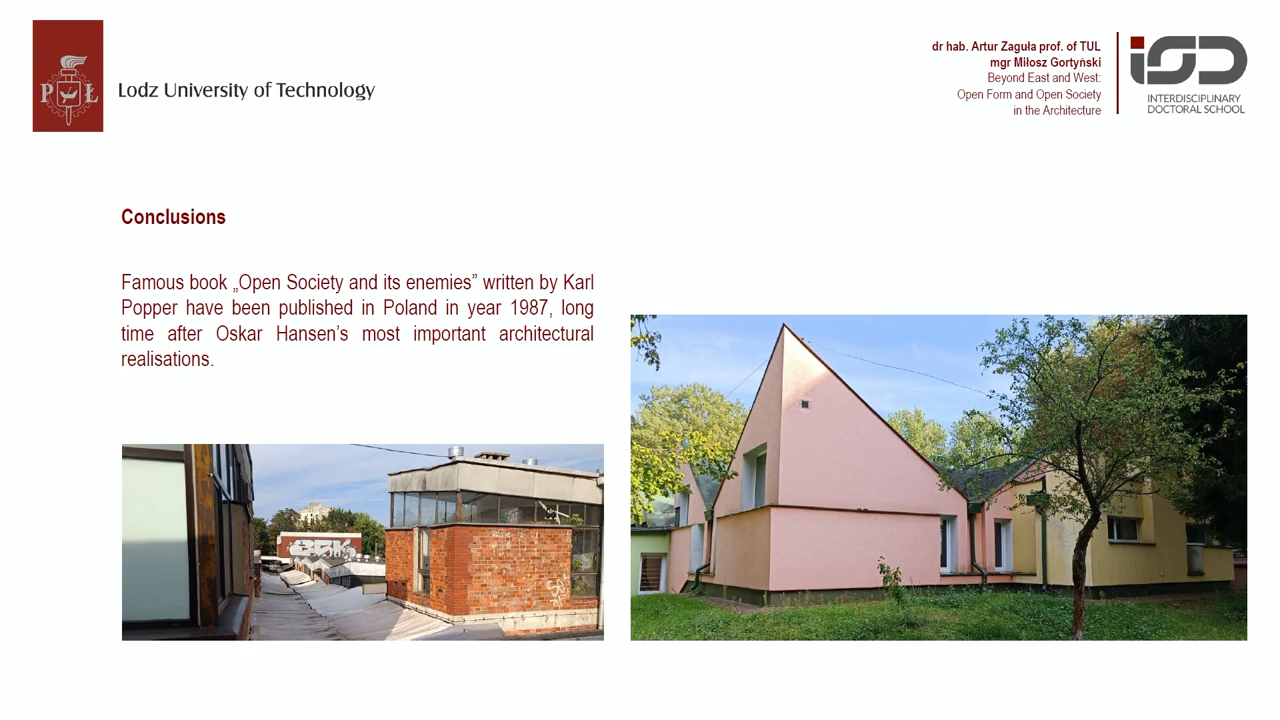 P Ł
Lodz University of Technology
dr hab. Artur Zaguła prof. of TUL
mgr Miłosz Gortyński
Beyond East and West:
Open Form and Open Society
in the Architecture
ISD
INTERDISCIPLINARY
DOCTORAL SCHOOL
Conclusions
Famous book „Open Society and its enemies” written by Karl
Popper have been published in Poland in year 1987, long
time after Oskar Hansen’s most important architectural
realisations.